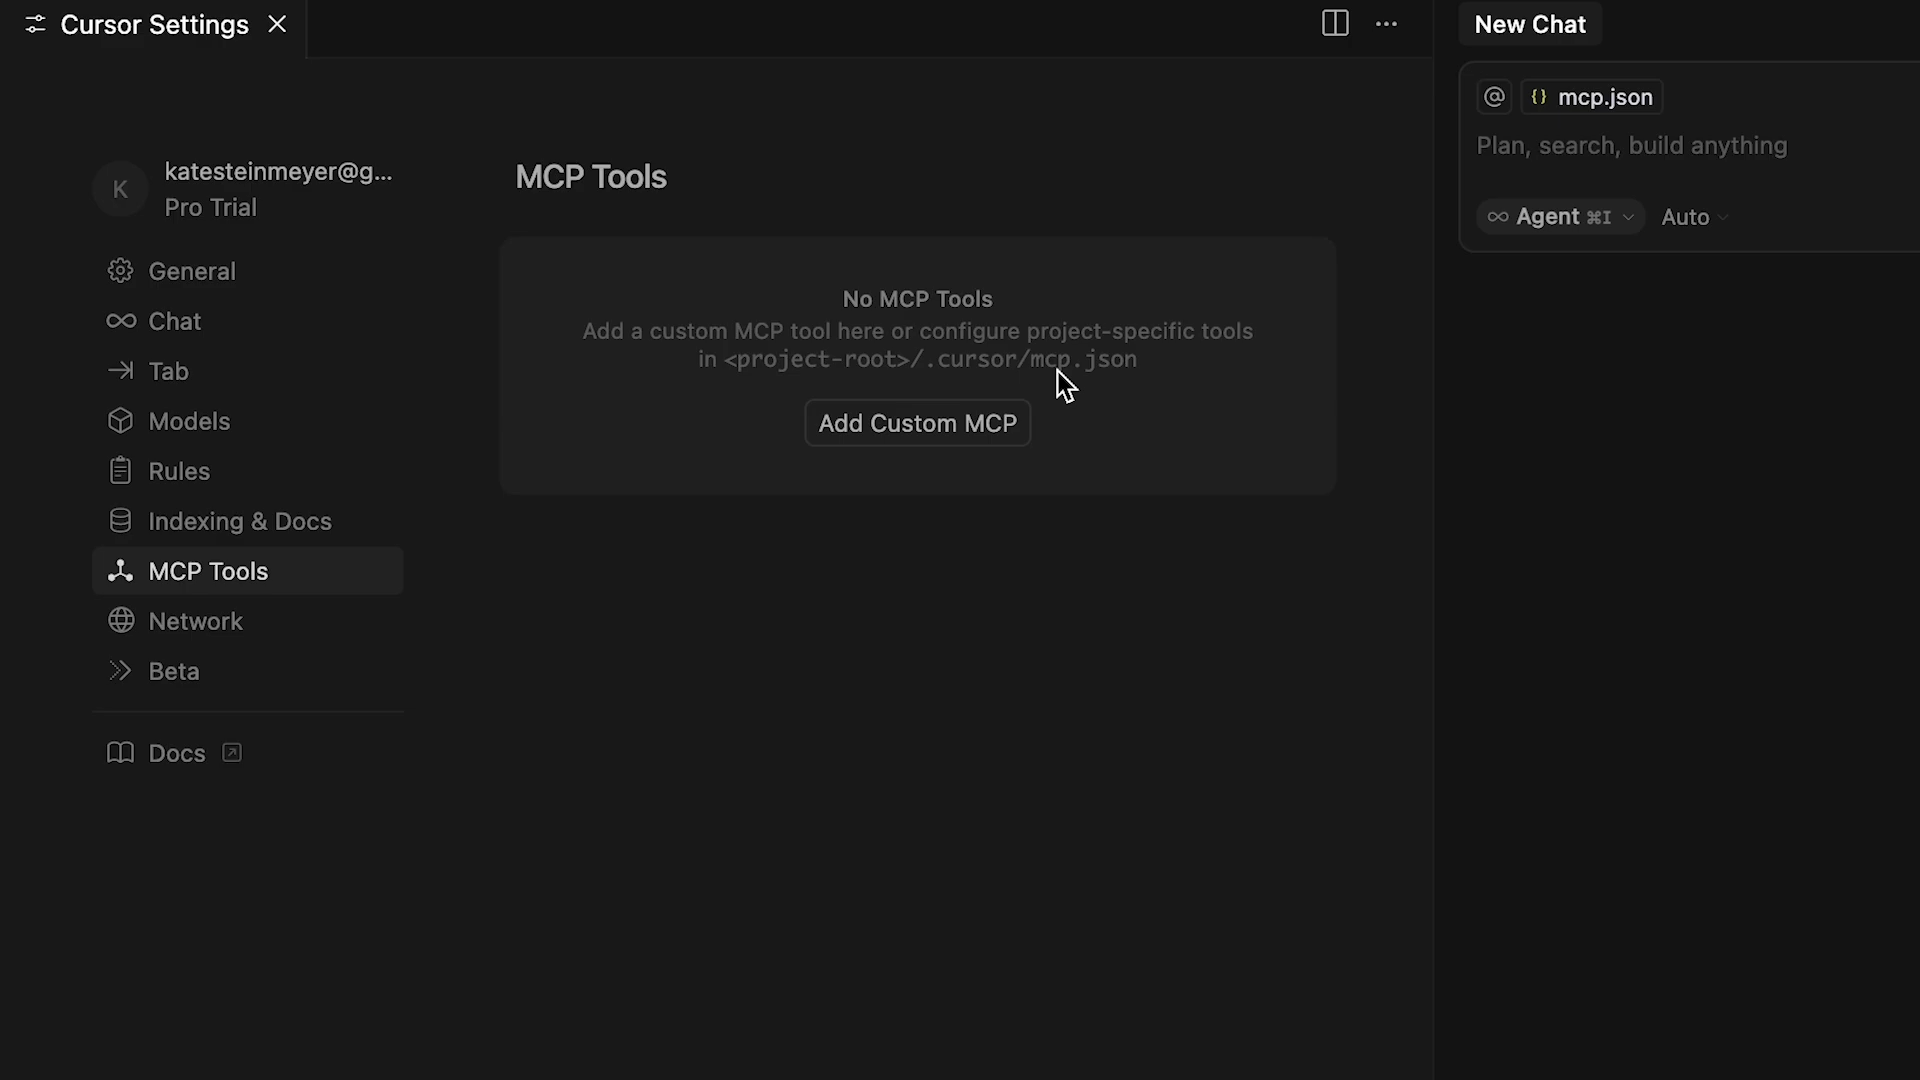 Cursor Settings
New Chat
@ {} mcp.json
Plan, search, build anything
Agent ⌘I Auto
K
katesteinmeyer@g...
Pro Trial
General
Chat
Tab
Models
Rules
Indexing & Docs
MCP Tools
Network
Beta
Docs
MCP Tools
No MCP Tools
Add a custom MCP tool here or configure project-specific tools
in <project-root>/.cursor/mcp.json
Add Custom MCP